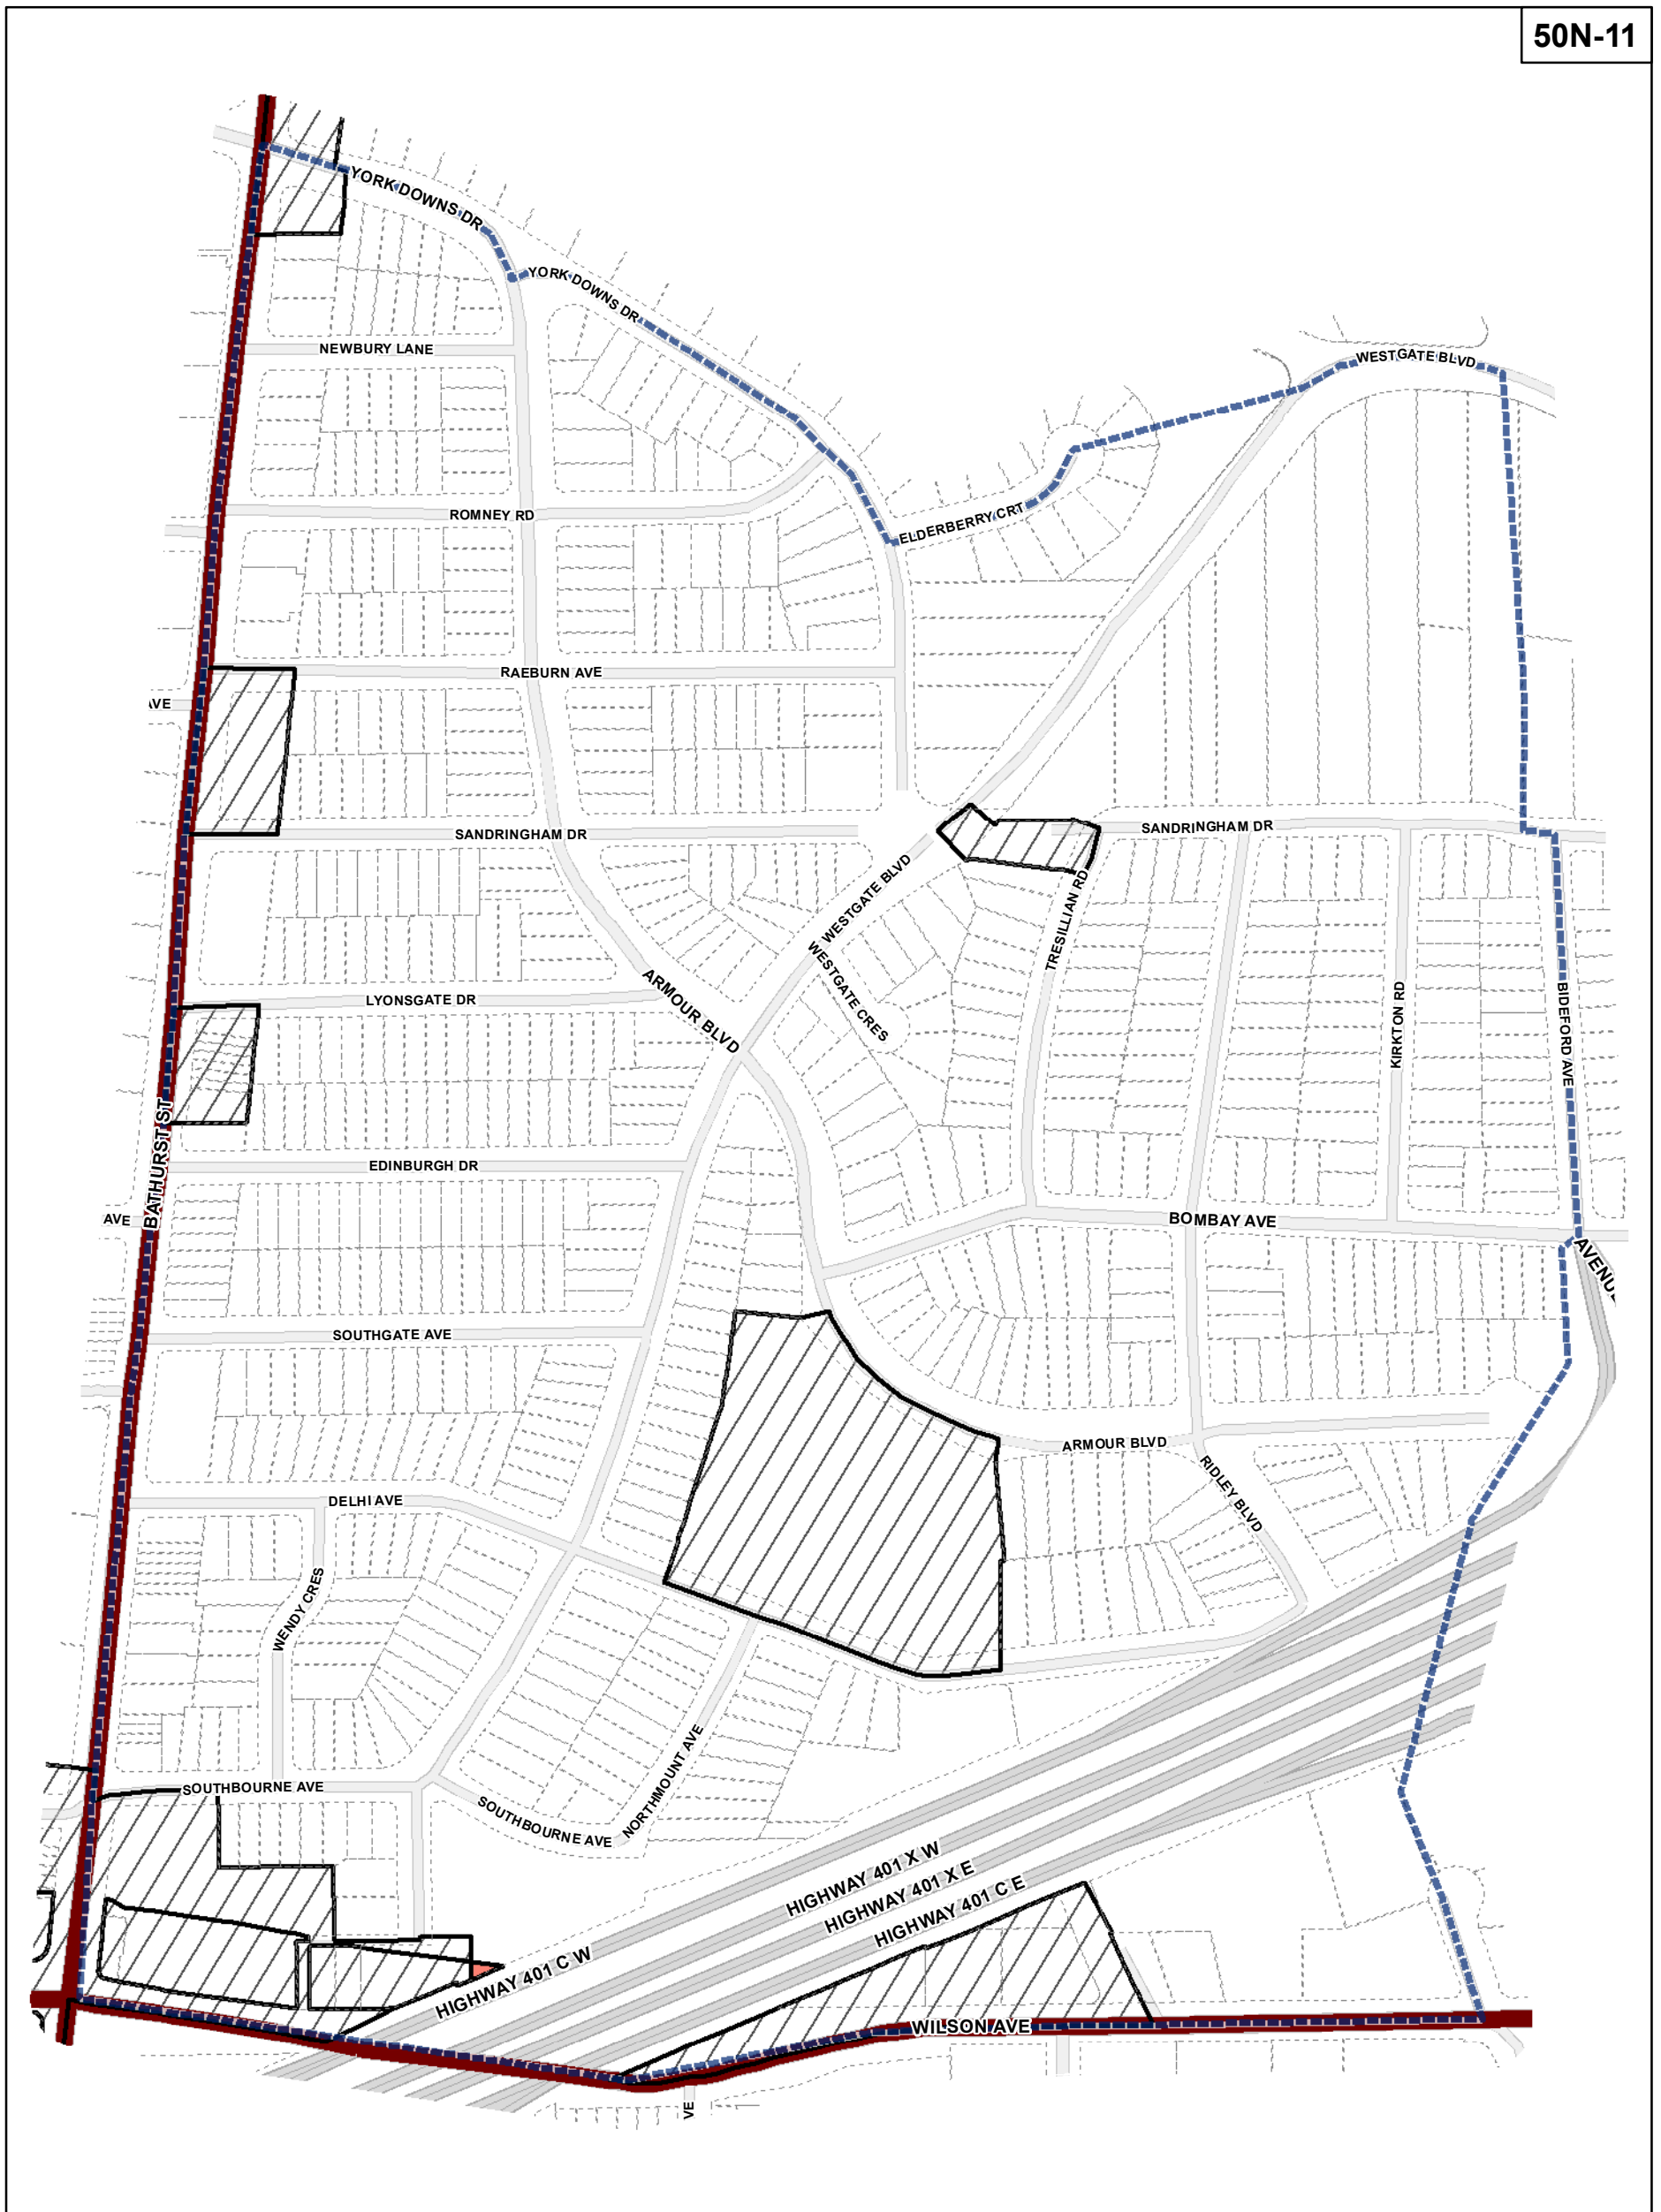 50N-11
YORK DOWNS DR
YORK DOWNS DR
NEWBURY LANE
WESTGATE BLVD
ROMNEY RD
ELDERBERRY CRT
RAEBURN AVE
AVE
SANDRINGHAM DR
SANDRINGHAM DR
WESTGATE BLVD
TRESILLIAN RD
WESTGATE CRES
LYONSGATE DR
ARMOUR BLVD
KIRKTON RD
BIDEFORD AVE
BATHURST ST
EDINBURGH DR
AVE
BOMBAY AVE
AVENU
SOUTHGATE AVE
ARMOUR BLVD
RIDLEY BLVD
DELHI AVE
WENDY CRES
NORTHMOUNT AVE
SOUTHBOURNE AVE
SOUTHBOURNE AVE
HIGHWAY 401 X W
HIGHWAY 401 X E
HIGHWAY 401 C E
HIGHWAY 401 C W
WILSON AVE
VE